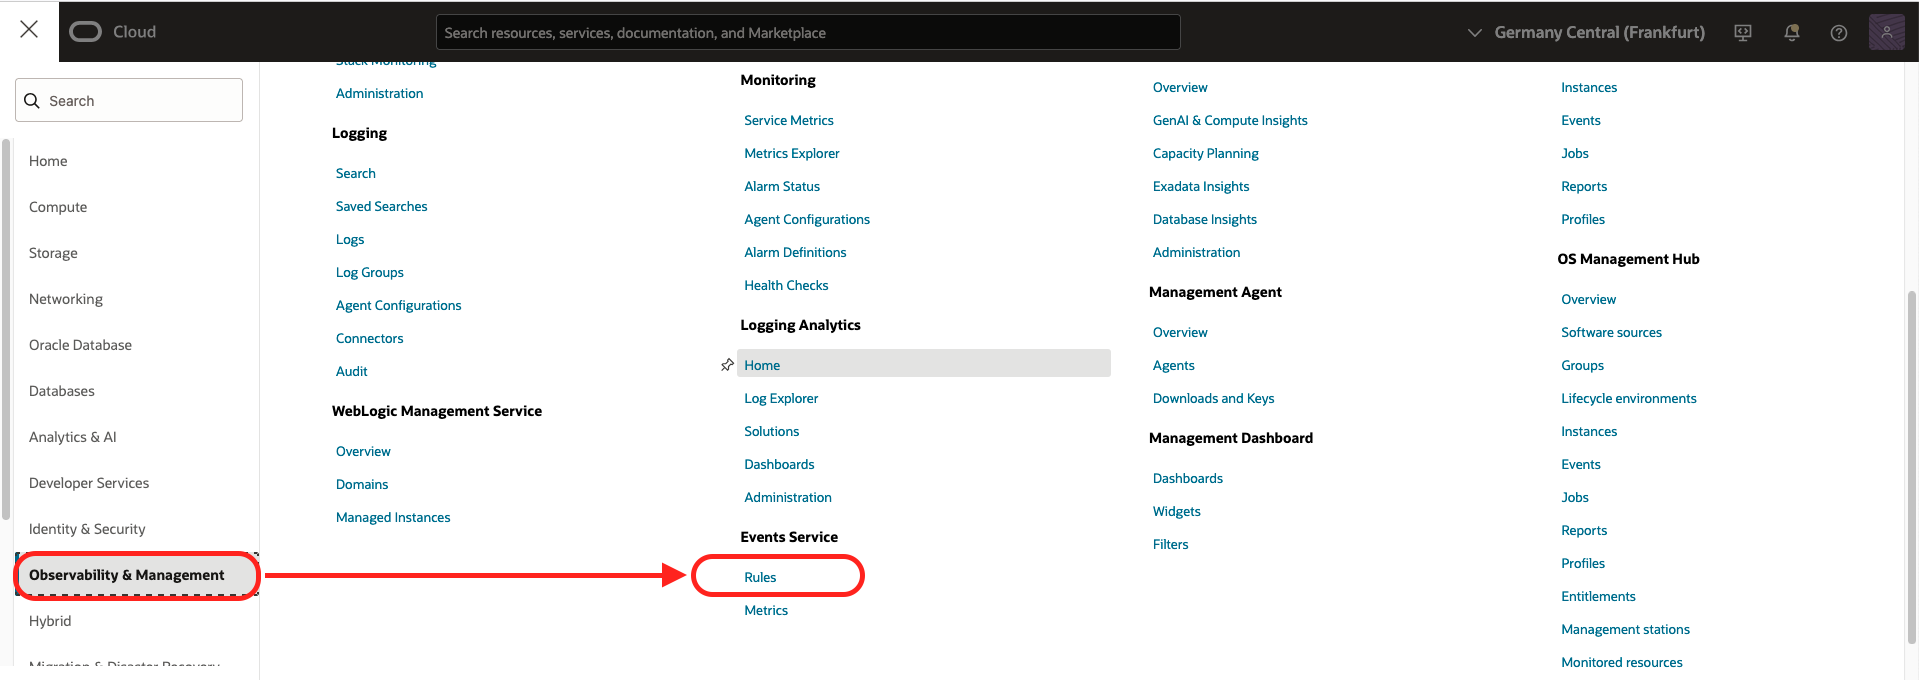 Cloud
Search resources, services, documentation, and Marketplace
Germany Central (Frankfurt)
Search
Home
Compute
Storage
Networking
Oracle Database
Databases
Analytics & AI
Developer Services
Identity & Security
Observability & Management
Hybrid
Migration & Disaster Recovery
Stack Monitoring
Administration
Logging
Search
Saved Searches
Logs
Log Groups
Agent Configurations
Connectors
Audit
WebLogic Management Service
Overview
Domains
Managed Instances
Monitoring
Service Metrics
Metrics Explorer
Alarm Status
Agent Configurations
Alarm Definitions
Health Checks
Logging Analytics
Home
Log Explorer
Solutions
Dashboards
Administration
Events Service
Rules
Metrics
Overview
GenAI & Compute Insights
Capacity Planning
Exadata Insights
Database Insights
Administration
Management Agent
Overview
Agents
Downloads and Keys
Management Dashboard
Dashboards
Widgets
Filters
Instances
Events
Jobs
Reports
Profiles
OS Management Hub
Overview
Software sources
Groups
Lifecycle environments
Instances
Events
Jobs
Reports
Profiles
Entitlements
Management stations
Monitored resources